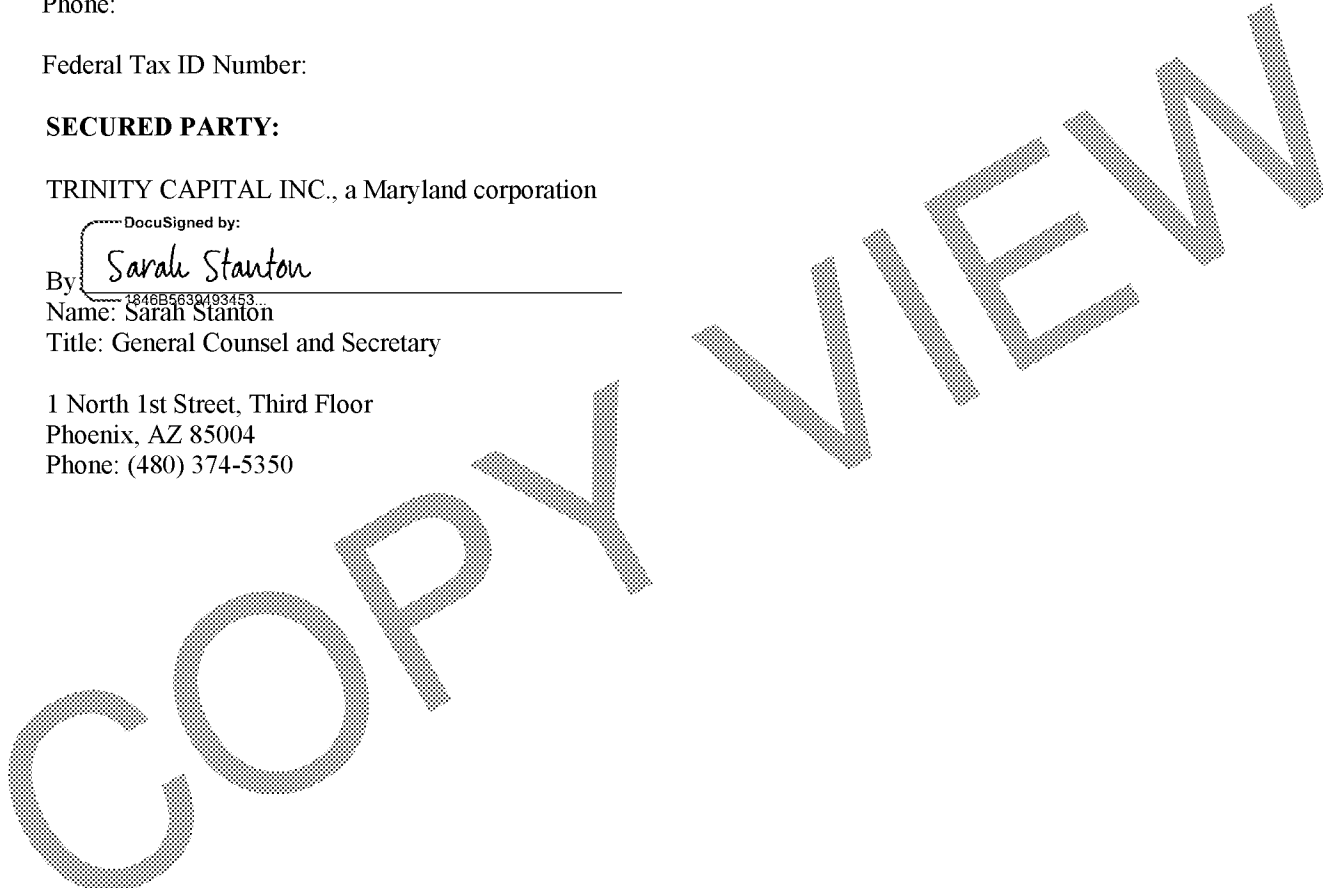 Phone:
Federal Tax ID Number:
SECURED PARTY:
TRINITY CAPITAL INC., a Maryland corporation
DocuSigned by:
Sarah Stanton
By:
1846B5639493453...
Name: Sarah Stanton
Title: General Counsel and Secretary
1 North 1st Street, Third Floor
Phoenix, AZ 85004
Phone: (480) 374-5350
COPY VIEW